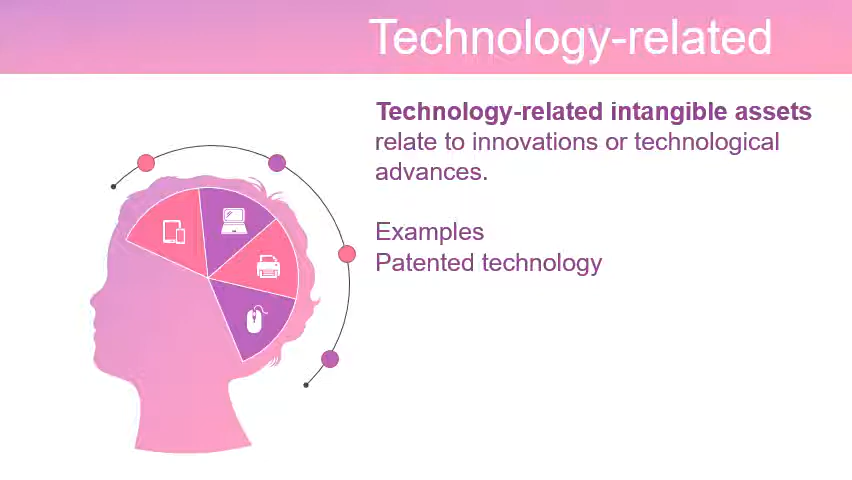 Technology-related
Technology-related intangible assets
relate to innovations or technological
advances.
Examples
Patented technology